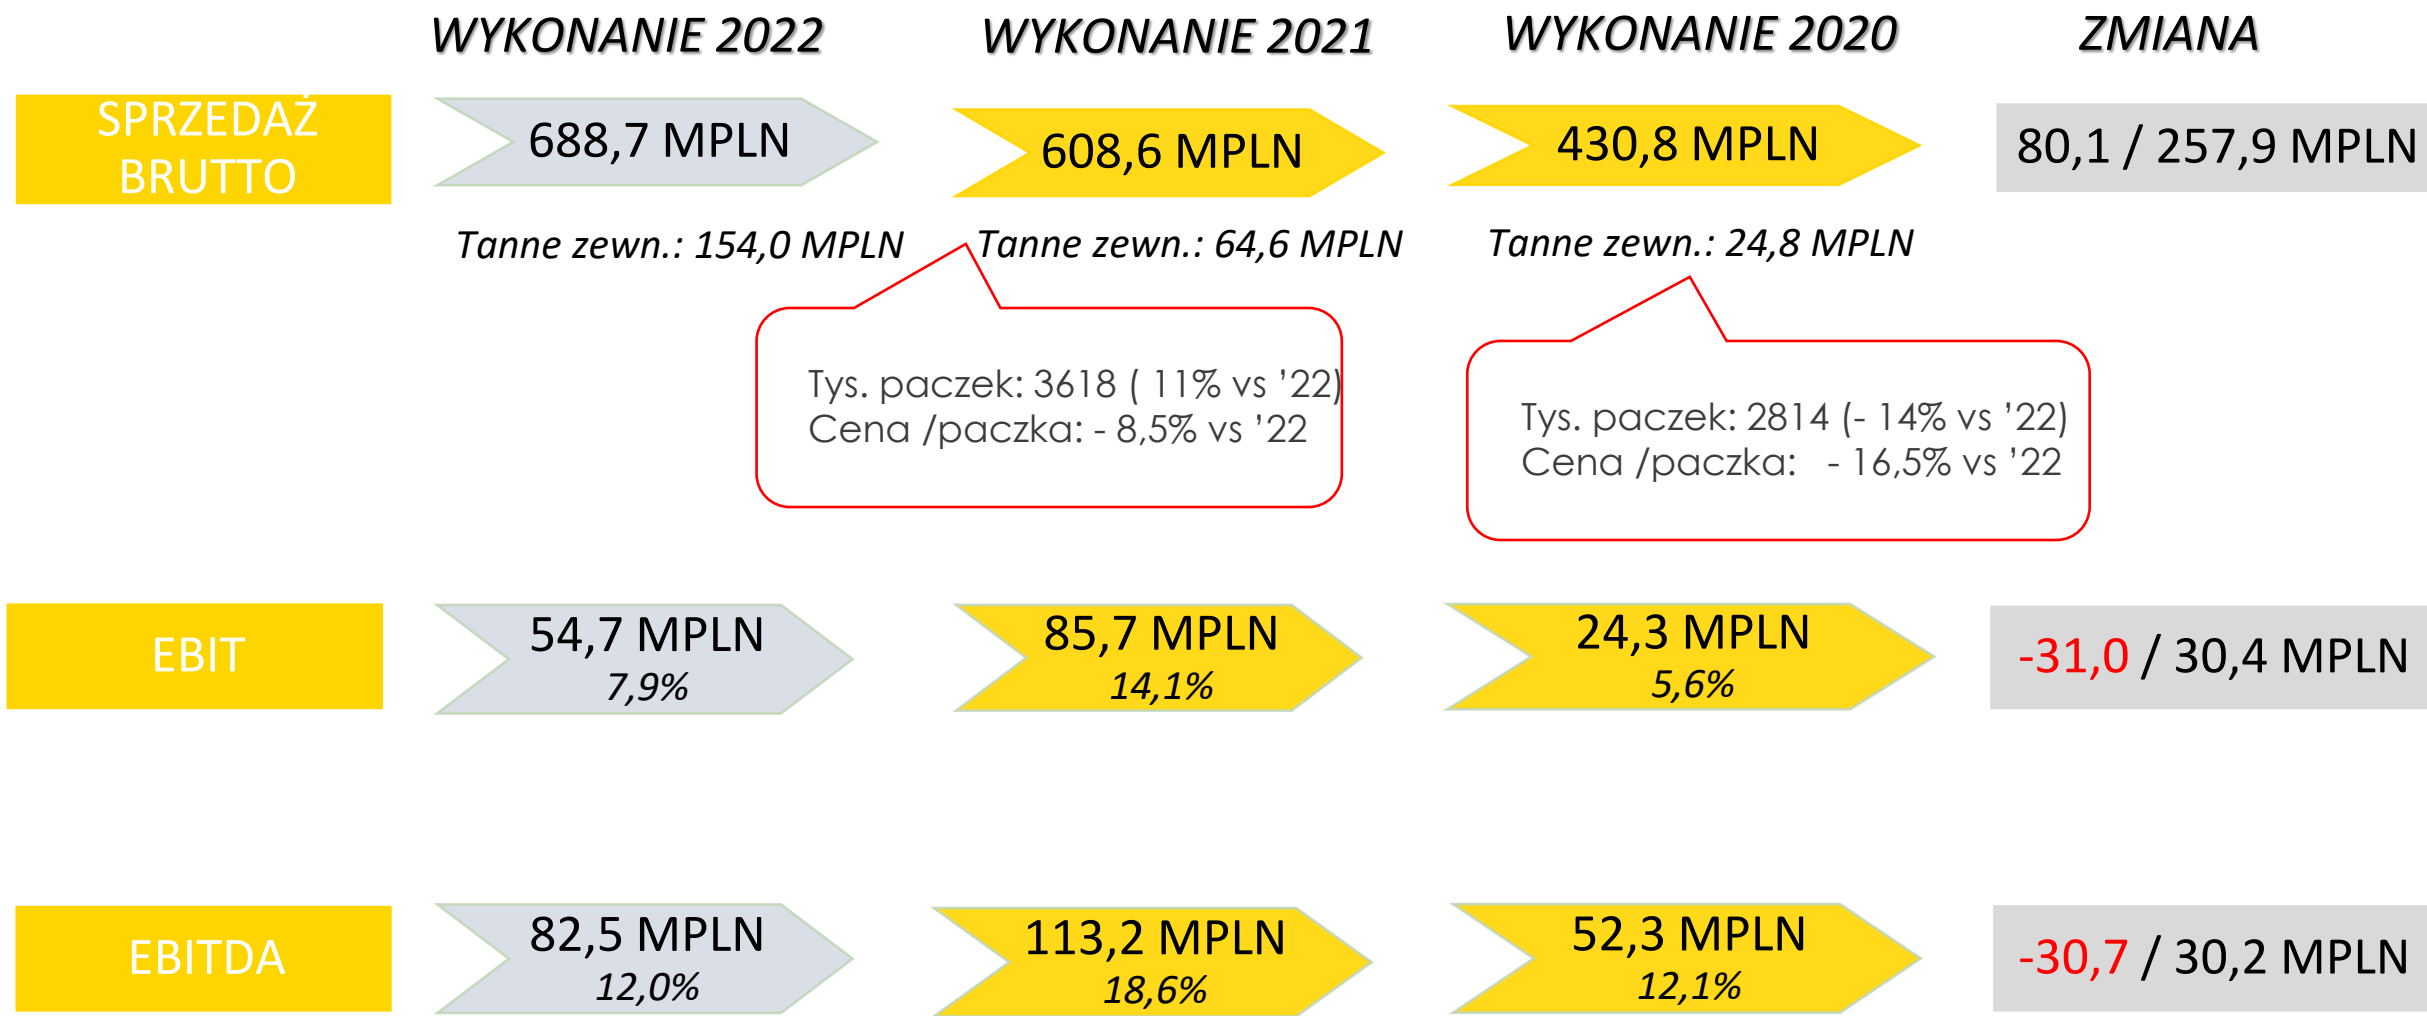 WYKONANIE 2022
WYKONANIE 2021
WYKONANIE 2020
ZMIANA
SPRZEDAŻ
BRUTTO
688,7 MPLN
608,6 MPLN
430,8 MPLN
80,1 / 257,9 MPLN
Tanne zewn.: 154,0 MPLN
Tanne zewn.: 64,6 MPLN
Tanne zewn.: 24,8 MPLN
Tys. paczek: 3618 ( 11% vs ’22)
Cena /paczka: - 8,5% vs ’22
Tys. paczek: 2814 (- 14% vs ’22)
Cena /paczka: - 16,5% vs ’22
EBIT
54,7 MPLN
7,9%
85,7 MPLN
14,1%
24,3 MPLN
5,6%
-31,0 / 30,4 MPLN
EBITDA
82,5 MPLN
12,0%
113,2 MPLN
18,6%
52,3 MPLN
12,1%
-30,7 / 30,2 MPLN